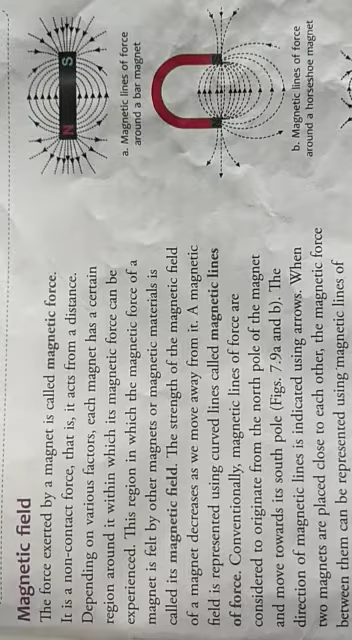 Magnetic field
The force exerted by a magnet is called magnetic force.
It is a non-contact force, that is, it acts from a distance.
Depending on various factors, each magnet has a certain
region around it within which its magnetic force can be
experienced. This region in which the magnetic force of a
magnet is felt by other magnets or magnetic materials is
called its magnetic field. The strength of the magnetic field
of a magnet decreases as we move away from it. A magnetic
field is represented using curved lines called magnetic lines
of force. Conventionally, magnetic lines of force are
considered to originate from the north pole of the magnet
and move towards its south pole (Figs. 7.9a and b). The
direction of magnetic lines is indicated using arrows. When
two magnets are placed close to each other, the magnetic force
between them can be represented using magnetic lines of
N S
a. Magnetic lines of force
around a bar magnet
b. Magnetic lines of force
around a horseshoe magnet